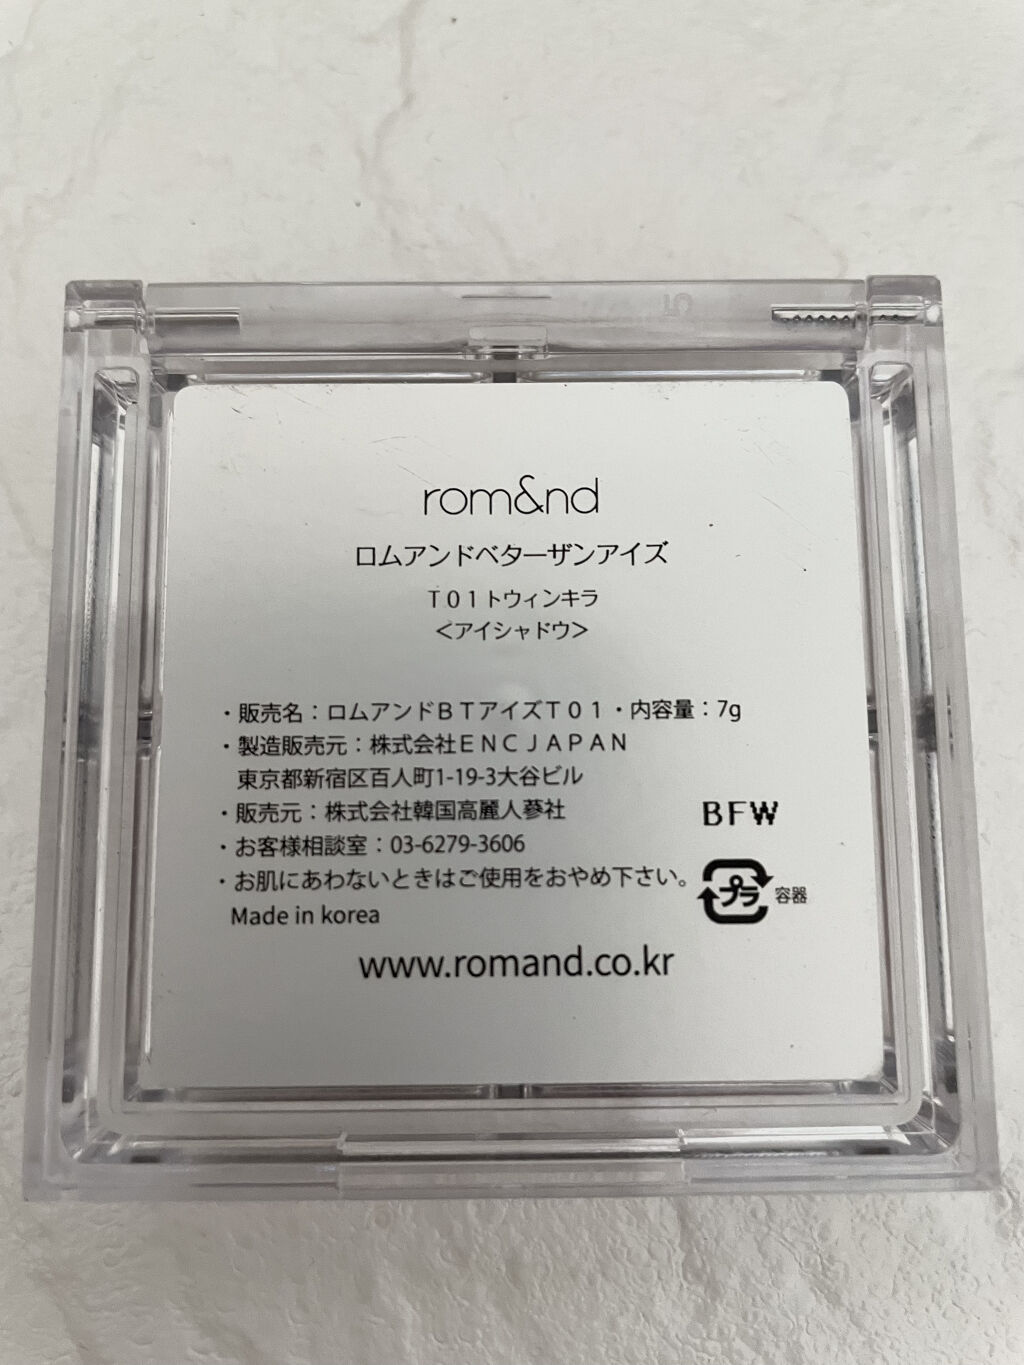 rom&nd
ロムアンドベターザンアイズ
T01トウィンキラ
<アイシャドウ>
・販売名：ロムアンドBTアイズT01・内容量：7g
・製造販売元：株式会社ENCJAPAN
東京都新宿区百人町1-19-3大谷ビル
・販売元：株式会社韓国高麗人蔘社
・お客様相談室：03-6279-3606
・お肌にあわないときはご使用をおやめ下さい。
Made in korea
BFW
プラ 容器
www.romand.co.kr